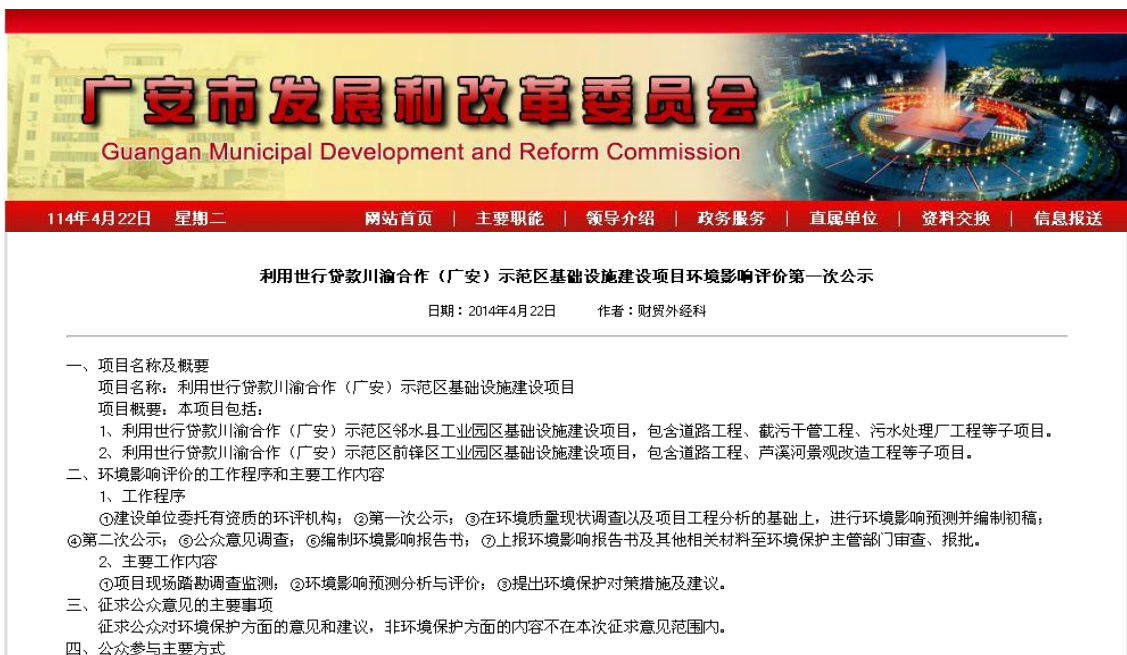 广安市发展和改革委员会
Guangan Municipal Development and Reform Commission
114年4月22日 星期二 网站首页 | 主要职能 | 领导介绍 | 政务服务 | 直属单位 | 资料交换 | 信息报送
利用世行贷款川渝合作（广安）示范区基础设施建设项目环境影响评价第一次公示
日期：2014年4月22日 作者：财贸外经科
一、项目名称及概要
项目名称：利用世行贷款川渝合作（广安）示范区基础设施建设项目
项目概要：本项目包括：
1、利用世行贷款川渝合作（广安）示范区邻水县工业园区基础设施建设项目，包含道路工程、截污干管工程、污水处理厂工程等子项目。
2、利用世行贷款川渝合作（广安）示范区前锋区工业园区基础设施建设项目，包含道路工程、芦溪河景观改造工程等子项目。
二、环境影响评价的工作程序和主要工作内容
1、工作程序
①建设单位委托有资质的环评机构；②第一次公示；③在环境质量现状调查以及项目工程分析的基础上，进行环境影响预测并编制初稿；
④第二次公示；⑤公众意见调查；⑥编制环境影响报告书；⑦上报环境影响报告书及其他相关材料至环境保护主管部门审查、报批。
2、主要工作内容
①项目现场踏勘调查监测；②环境影响预测分析与评价；③提出环境保护对策措施及建议。
三、征求公众意见的主要事项
征求公众对环境保护方面的意见和建议，非环境保护方面的内容不在本次征求意见范围内。
四、公众参与主要方式